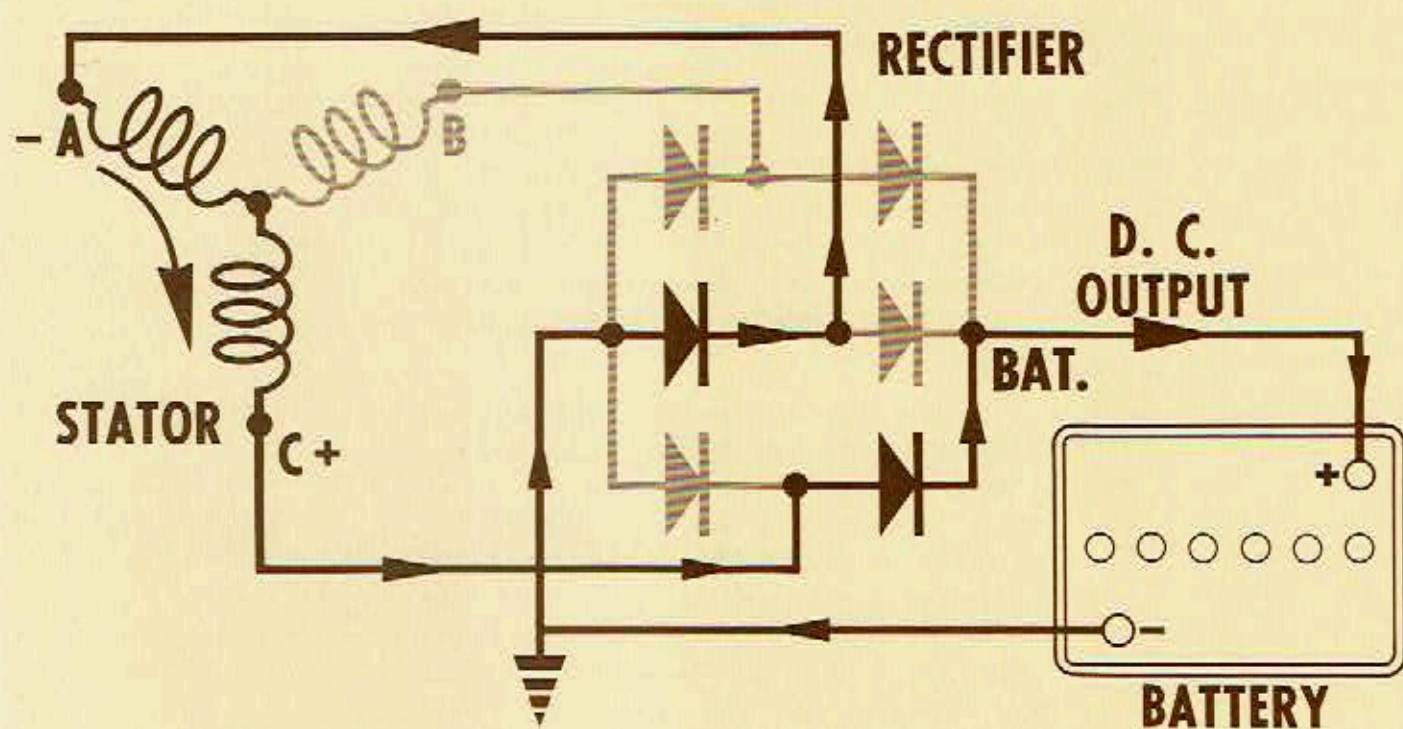 RECTIFIER
- A
B
D. C.
OUTPUT
BAT.
STATOR
C +
+
-
BATTERY